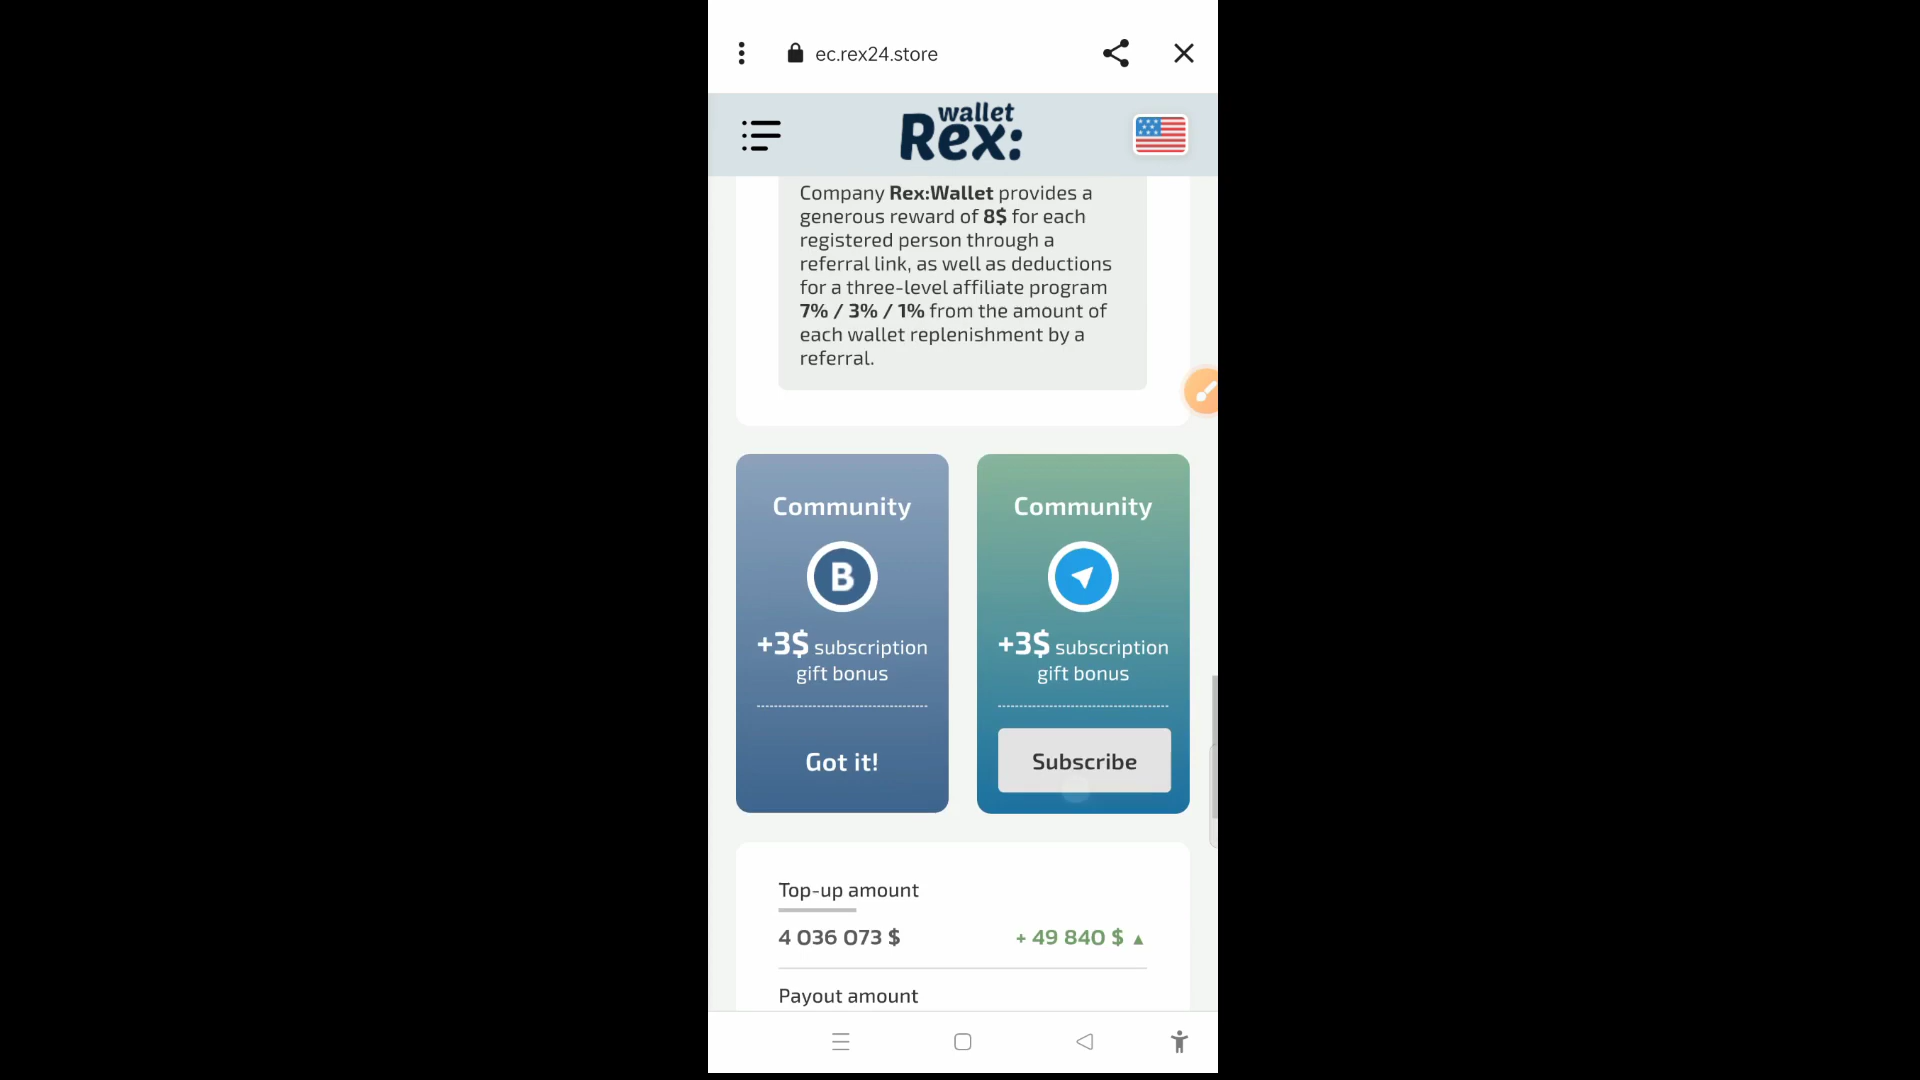 ec.rex24.store
wallet
Rex:
Company Rex:Wallet provides a
generous reward of 8$ for each
registered person through a
referral link, as well as deductions
for a three-level affiliate program
7% / 3% / 1% from the amount of
each wallet replenishment by a
referral.
Community
B
+3$ subscription
gift bonus
Got it!
Community
+3$ subscription
gift bonus
Subscribe
Top-up amount
4 036 073 $ + 49 840 $ ▲
Payout amount